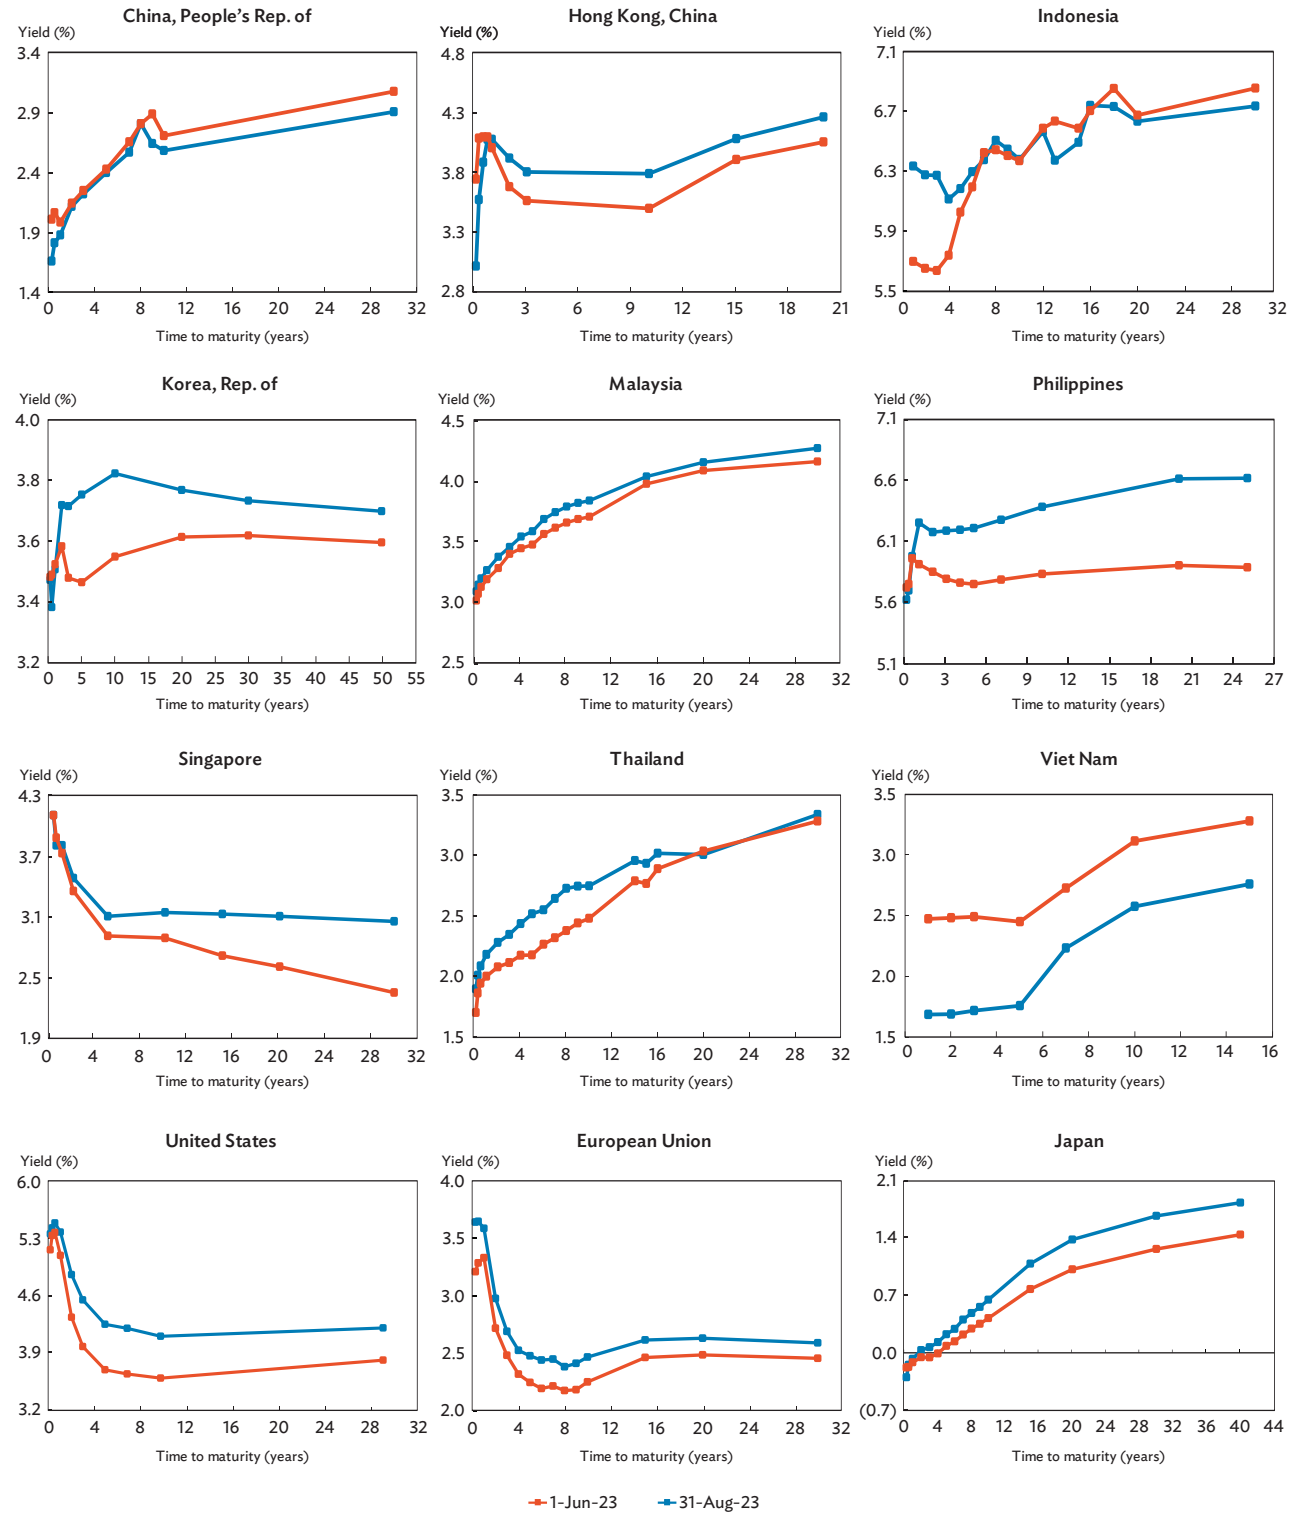 China, People's Rep. of
Yield (%)
3.4
2.9
2.4
1.9
1.4
0 4 8 12 16 20 24 28 32
Time to maturity (years)
Hong Kong, China
Yield (%)
4.8
4.3
3.8
3.3
2.8
0 3 6 9 12 15 18 21
Time to maturity (years)
Indonesia
Yield (%)
7.1
6.7
6.3
5.9
5.5
0 4 8 12 16 20 24 28 32
Time to maturity (years)
Korea, Rep. of
Yield (%)
4.0
3.8
3.6
3.4
3.2
0 5 10 15 20 25 30 35 40 45 50 55
Time to maturity (years)
Malaysia
Yield (%)
4.5
4.0
3.5
3.0
2.5
0 4 8 12 16 20 24 28 32
Time to maturity (years)
Philippines
Yield (%)
7.1
6.6
6.1
5.6
5.1
0 3 6 9 12 15 18 21 24 27
Time to maturity (years)
Singapore
Yield (%)
4.3
3.7
3.1
2.5
1.9
0 4 8 12 16 20 24 28 32
Time to maturity (years)
Thailand
Yield (%)
3.5
3.0
2.5
2.0
1.5
0 4 8 12 16 20 24 28 32
Time to maturity (years)
Viet Nam
Yield (%)
3.5
3.0
2.5
2.0
1.5
0 2 4 6 8 10 12 14 16
Time to maturity (years)
United States
Yield (%)
6.0
5.3
4.6
3.9
3.2
0 4 8 12 16 20 24 28 32
Time to maturity (years)
European Union
Yield (%)
4.0
3.5
3.0
2.5
2.0
0 4 8 12 16 20 24 28 32
Time to maturity (years)
Japan
Yield (%)
2.1
1.4
0.7
0.0
(0.7)
0 4 8 12 16 20 24 28 32 36 40 44
Time to maturity (years)
1-Jun-23 31-Aug-23